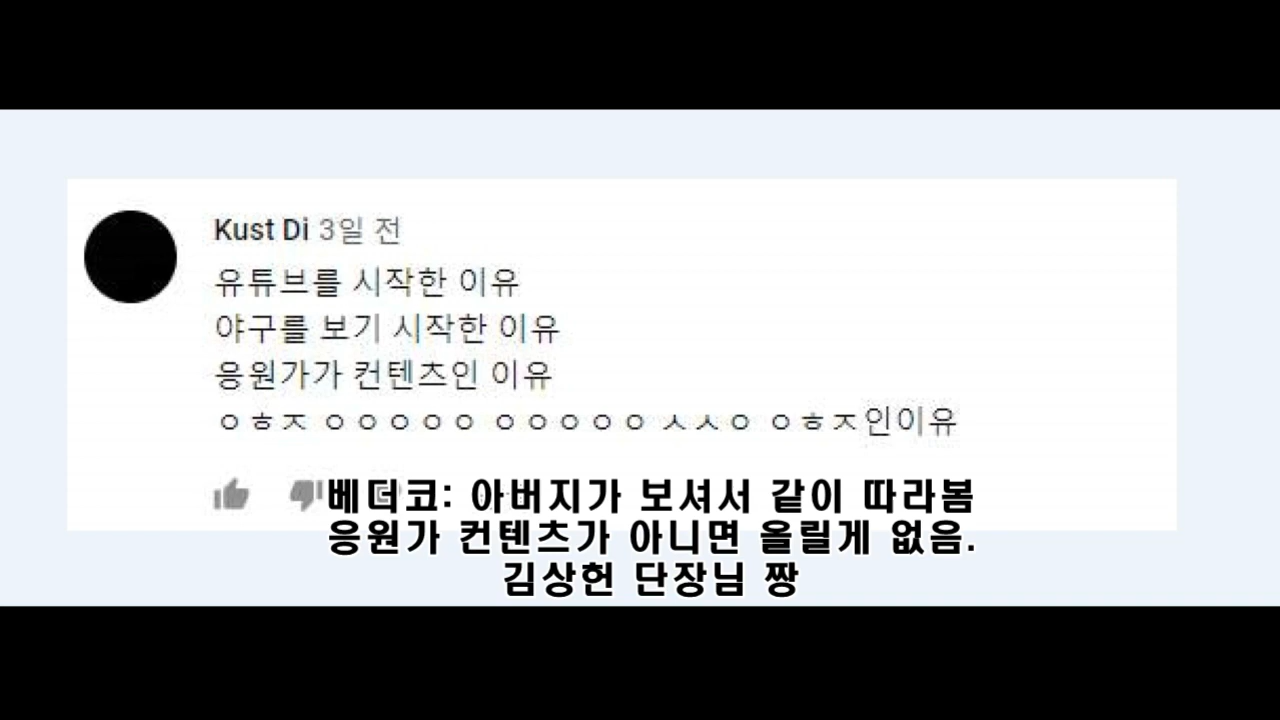 Kust Di 3일 전
유튜브를 시작한 이유
야구를 보기 시작한 이유
응원가가 컨텐츠인 이유
ㅇㅎㅈ ㅇㅇㅇㅇㅇ ㅇㅇㅇㅇㅇ ㅅㅅㅇ ㅇㅎㅈ인이유
베더코: 아버지가 보셔서 같이 따라봄
응원가 컨텐츠가 아니면 올릴게 없음.
김상헌 단장님 짱